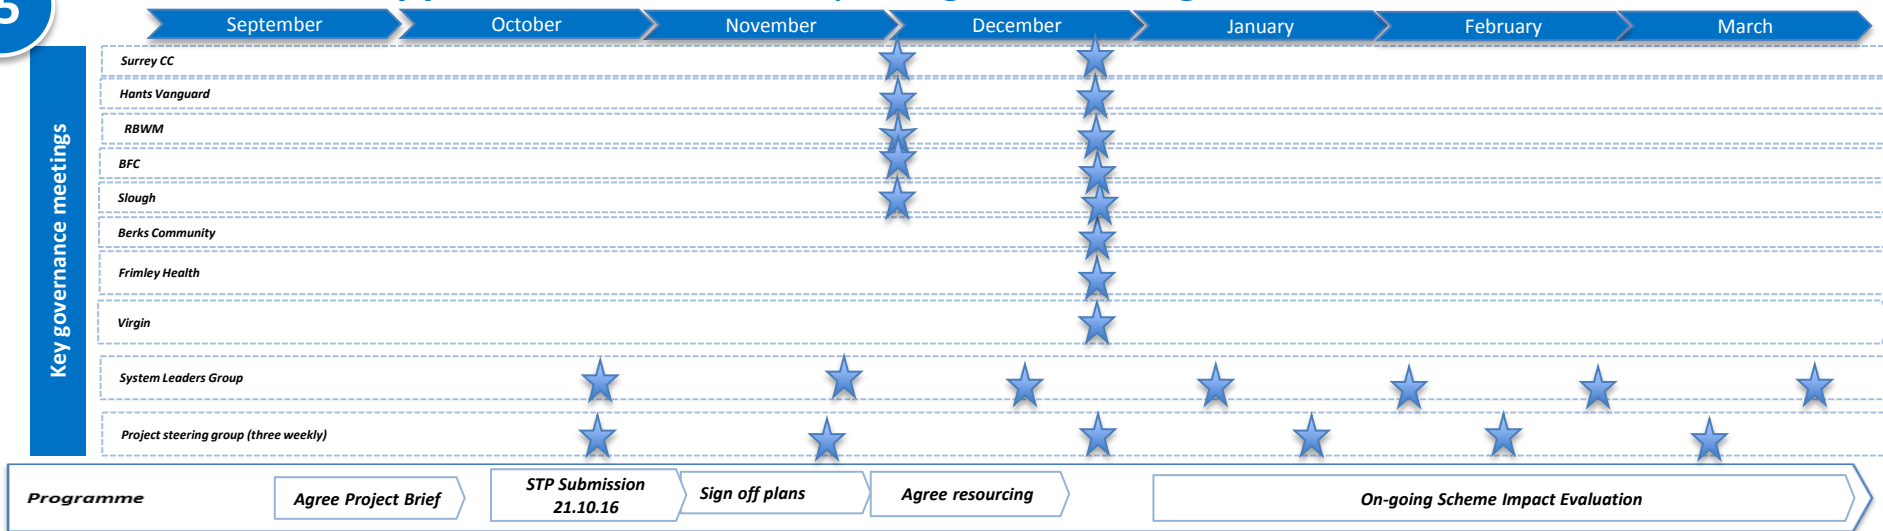 5
September October November December January February March
Key governance meetings
Surrey CC
Hants Vanguard
RBWM
BFC
Slough
Berks Community
Frimley Health
Virgin
System Leaders Group
Project steering group (three weekly)
Programme
Agree Project Brief
STP Submission
21.10.16
Sign off plans
Agree resourcing
On-going Scheme Impact Evaluation